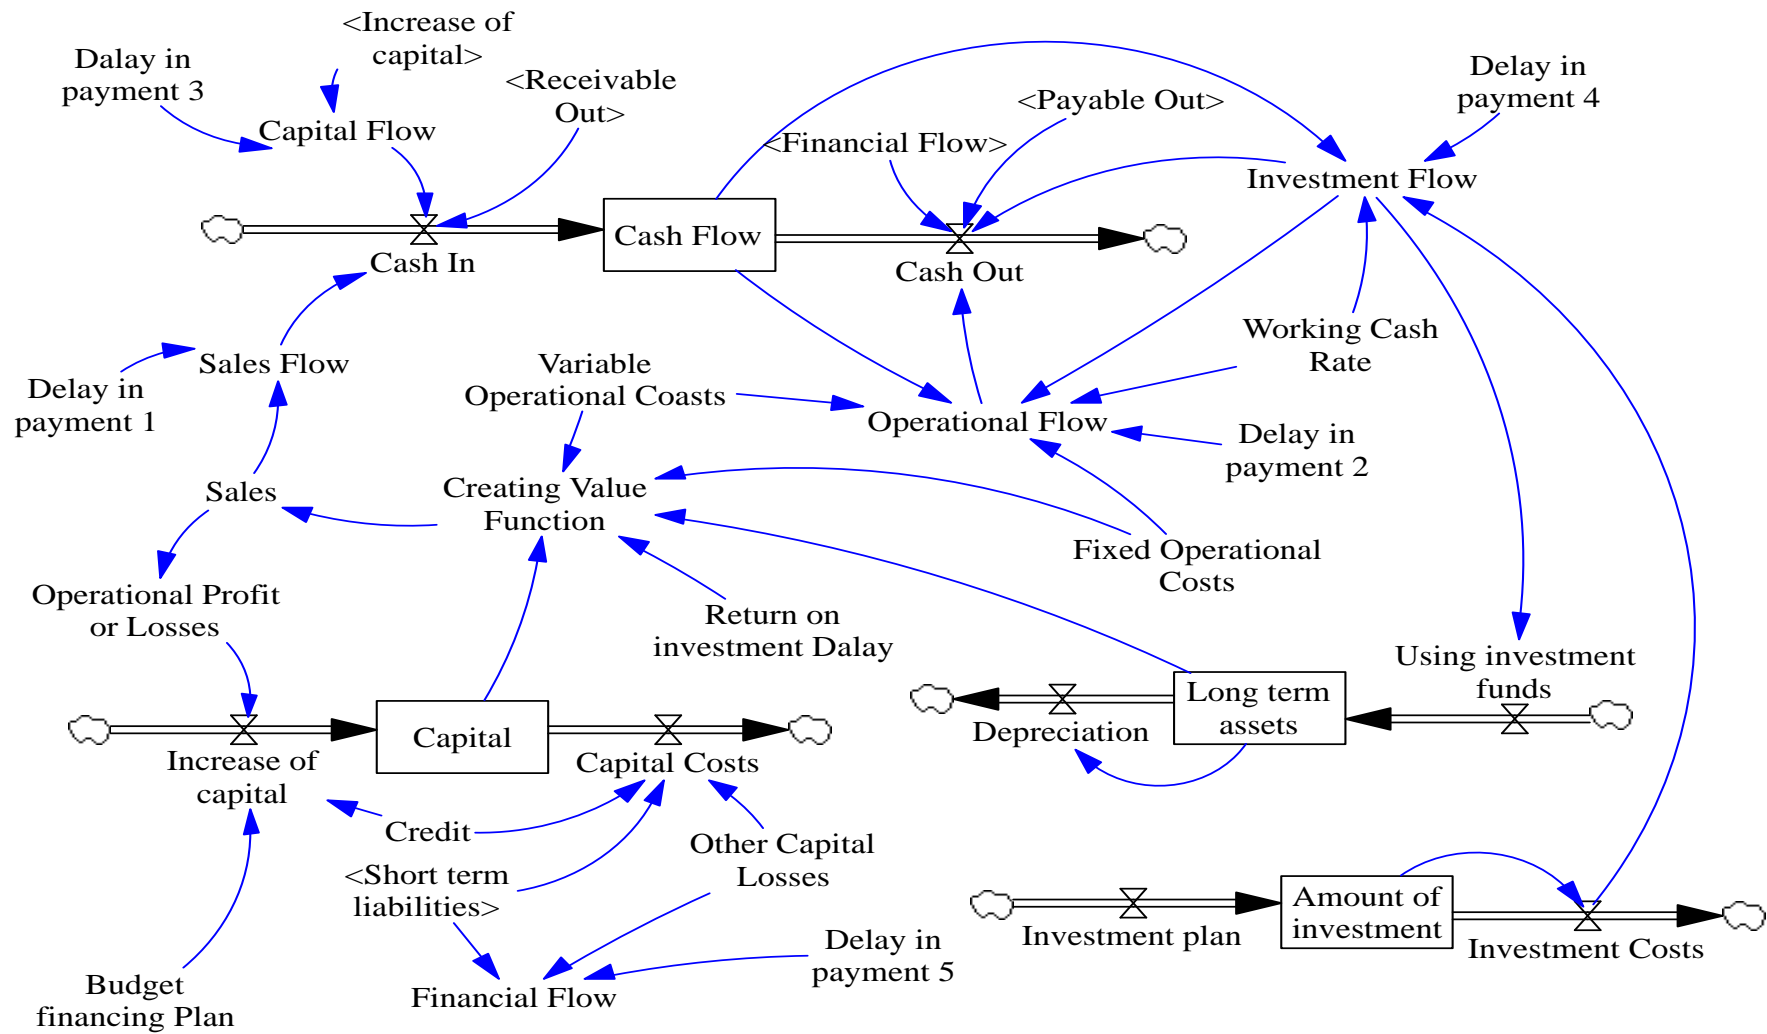 <Increase of
capital>
Dalay in
payment 3
<Receivable
Out>
Capital Flow
<Payable Out>
<Financial Flow>
Delay in
payment 4
Investment Flow
Cash Flow
Cash In
Cash Out
Working Cash
Rate
Sales Flow
Delay in
payment 1
Variable
Operational Coasts
Operational Flow
Delay in
payment 2
Sales
Creating Value
Function
Fixed Operational
Costs
Operational Profit
or Losses
Return on
investment Dalay
Using investment
funds
Long term
assets
Depreciation
Capital
Increase of
capital
Capital Costs
Credit
Other Capital
Losses
<Short term
liabilities>
Amount of
investment
Investment plan
Investment Costs
Delay in
payment 5
Financial Flow
Budget
financing Plan